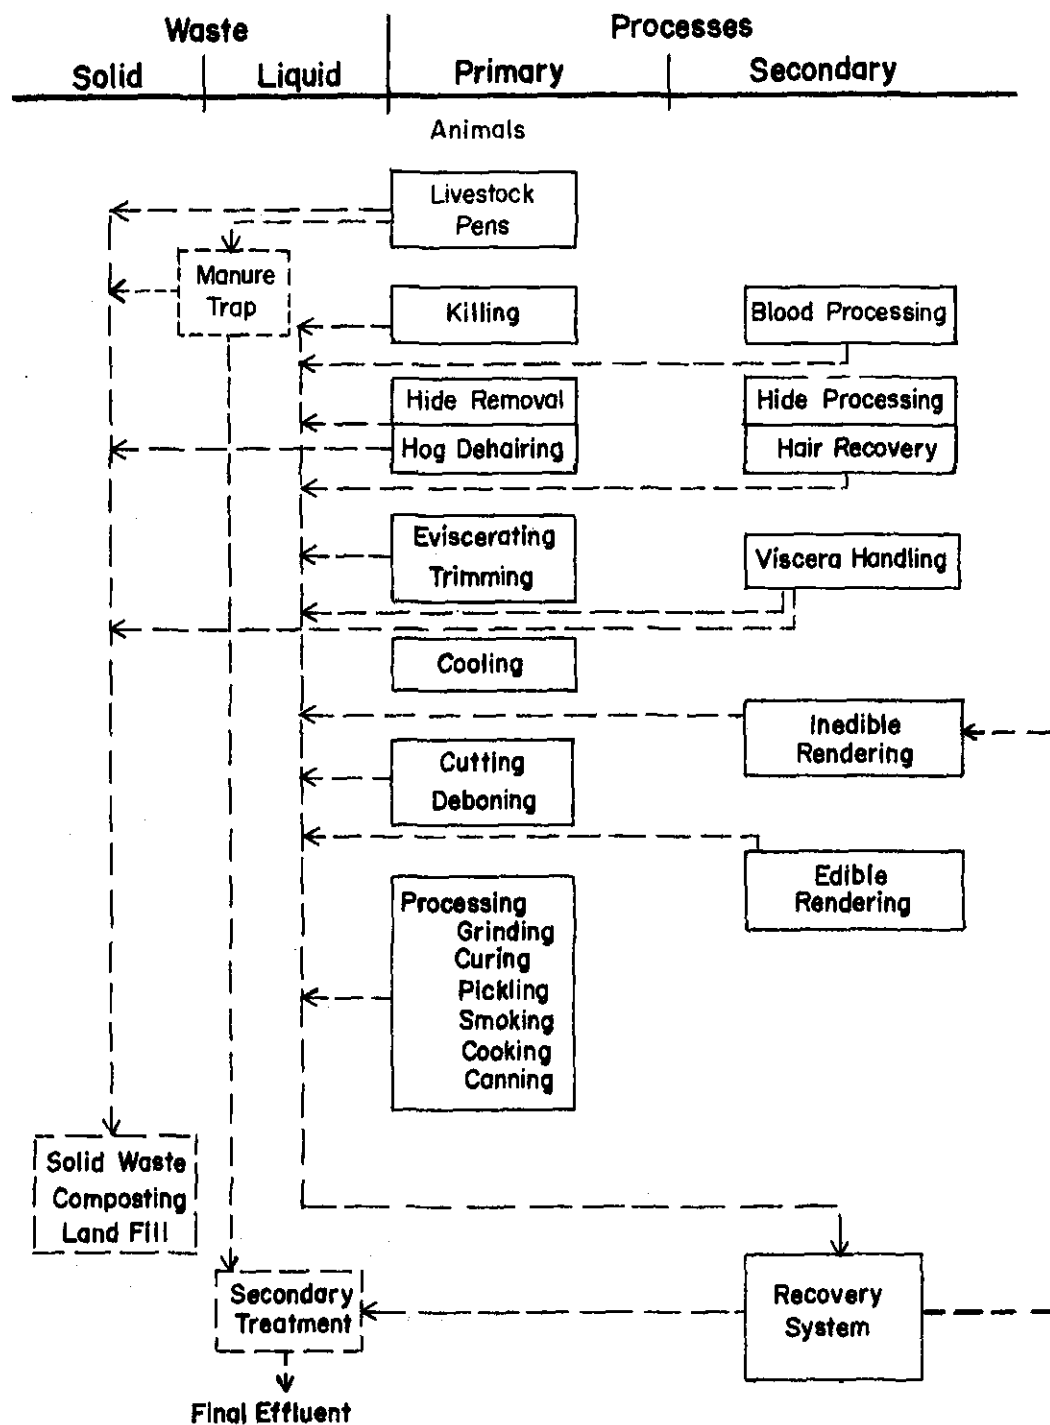 Waste Processes
Solid Liquid Primary Secondary
Animals
Livestock
Pens
Manure
Trap
Killing Blood Processing
Hide Removal Hide Processing
Hog Dehairing Hair Recovery
Eviscerating
Trimming
Viscera Handling
Cooling
Inedible
Rendering
Cutting
Deboning
Edible
Rendering
Processing
Grinding
Curing
Pickling
Smoking
Cooking
Canning
Solid Waste
Composting
Land Fill
Secondary
Treatment
Recovery
System
Final Effluent